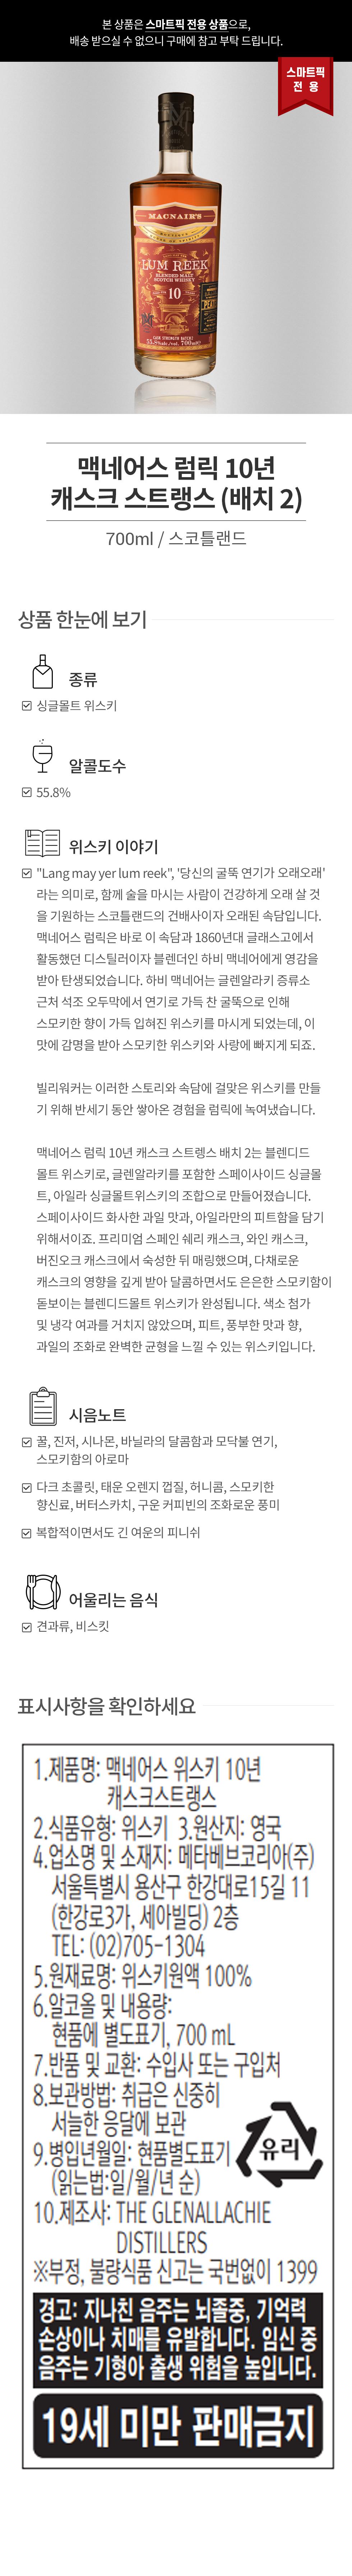 본 상품은 스마트픽 전용 상품으로,
배송 받으실 수 없으니 구매에 참고 부탁 드립니다.
스마트픽
전 용
MACNAIR'S
LUM REEK
BLENDED MALT
SCOTCH WHISKY
10
맥네어스 럼릭 10년
캐스크 스트랭스 (배치 2)
700ml / 스코틀랜드
상품 한눈에 보기
종류
싱글몰트 위스키
알콜도수
55.8%
위스키 이야기
"Lang may yer lum reek", '당신의 굴뚝 연기가 오래오래'
라는 의미로, 함께 술을 마시는 사람이 건강하게 오래 살 것
을 기원하는 스코틀랜드의 건배사이자 오래된 속담입니다.
맥네어스 럼릭은 바로 이 속담과 1860년대 글래스고에서
활동했던 디스틸러이자 블렌더인 하비 맥네어에게 영감을
받아 탄생되었습니다. 하비 맥네어는 글렌알라키 증류소
근처 석조 오두막에서 연기로 가득 찬 굴뚝으로 인해
스모키한 향이 가득 입혀진 위스키를 마시게 되었는데, 이
맛에 감명을 받아 스모키한 위스키와 사랑에 빠지게 되죠.
빌리워커는 이러한 스토리와 속담에 걸맞은 위스키를 만들
기 위해 반세기 동안 쌓아온 경험을 럼릭에 녹여냈습니다.
맥네어스 럼릭 10년 캐스크 스트렝스 배치 2는 블렌디드
몰트 위스키로, 글렌알라키를 포함한 스페이사이드 싱글몰
트, 아일라 싱글몰트위스키의 조합으로 만들어졌습니다.
스페이사이드 화사한 과일 맛과, 아일라만의 피트함을 담기
위해서이죠. 프리미엄 스페인 쉐리 캐스크, 와인 캐스크,
버진오크 캐스크에서 숙성한 뒤 매링했으며, 다채로운
캐스크의 영향을 깊게 받아 달콤하면서도 은은한 스모키함이
돋보이는 블렌디드몰트 위스키가 완성됩니다. 색소 첨가
및 냉각 여과를 거치지 않았으며, 피트, 풍부한 맛과 향,
과일의 조화로 완벽한 균형을 느낄 수 있는 위스키입니다.
시음노트
꿀, 진저, 시나몬, 바닐라의 달콤함과 모닥불 연기,
스모키함의 아로마
다크 초콜릿, 태운 오렌지 껍질, 허니콤, 스모키한
향신료, 버터스카치, 구운 커피빈의 조화로운 풍미
복합적이면서도 긴 여운의 피니쉬
어울리는 음식
견과류, 비스킷
표시사항을 확인하세요
1.제품명: 맥네어스 위스키 10년
캐스크스트랭스
2.식품유형: 위스키 3.원산지: 영국
4.업소명 및 소재지: 메타베브코리아(주)
서울특별시 용산구 한강대로15길 11
(한강로3가, 세아빌딩) 2층
TEL: (02)705-1304
5.원재료명: 위스키원액 100%
6.알코올 및 내용량:
현품에 별도표기, 700 mL
7.반품 및 교환: 수입사 또는 구입처
8.보관방법: 취급은 신중히
서늘한 응달에 보관
9.병입년월일: 현품별도표기
(읽는법:일/월/년 순)
유리
10.제조사: THE GLENALLACHIE
DISTILLERS
※부정, 불량식품 신고는 국번없이 1399
경고: 지나친 음주는 뇌졸중, 기억력
손상이나 치매를 유발합니다. 임신 중
음주는 기형아 출생 위험을 높입니다.
19세 미만 판매금지